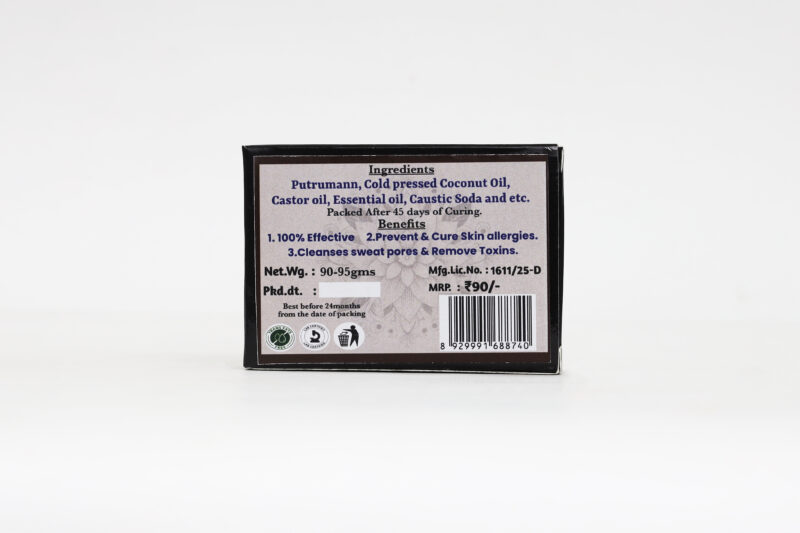 Ingredients
Putrumann, Cold pressed Coconut Oil,
Castor oil, Essential oil, Caustic Soda and etc.
Packed After 45 days of Curing.
Benefits
1. 100% Effective 2.Prevent & Cure Skin allergies.
3.Cleanses sweat pores & Remove Toxins.
Net.Wg. : 90-95gms
Mfg.Lic.No. : 1611/25-D
Pkd.dt. :
MRP. : ₹90/-
Best before 24months
from the date of packing
8 929991 688740